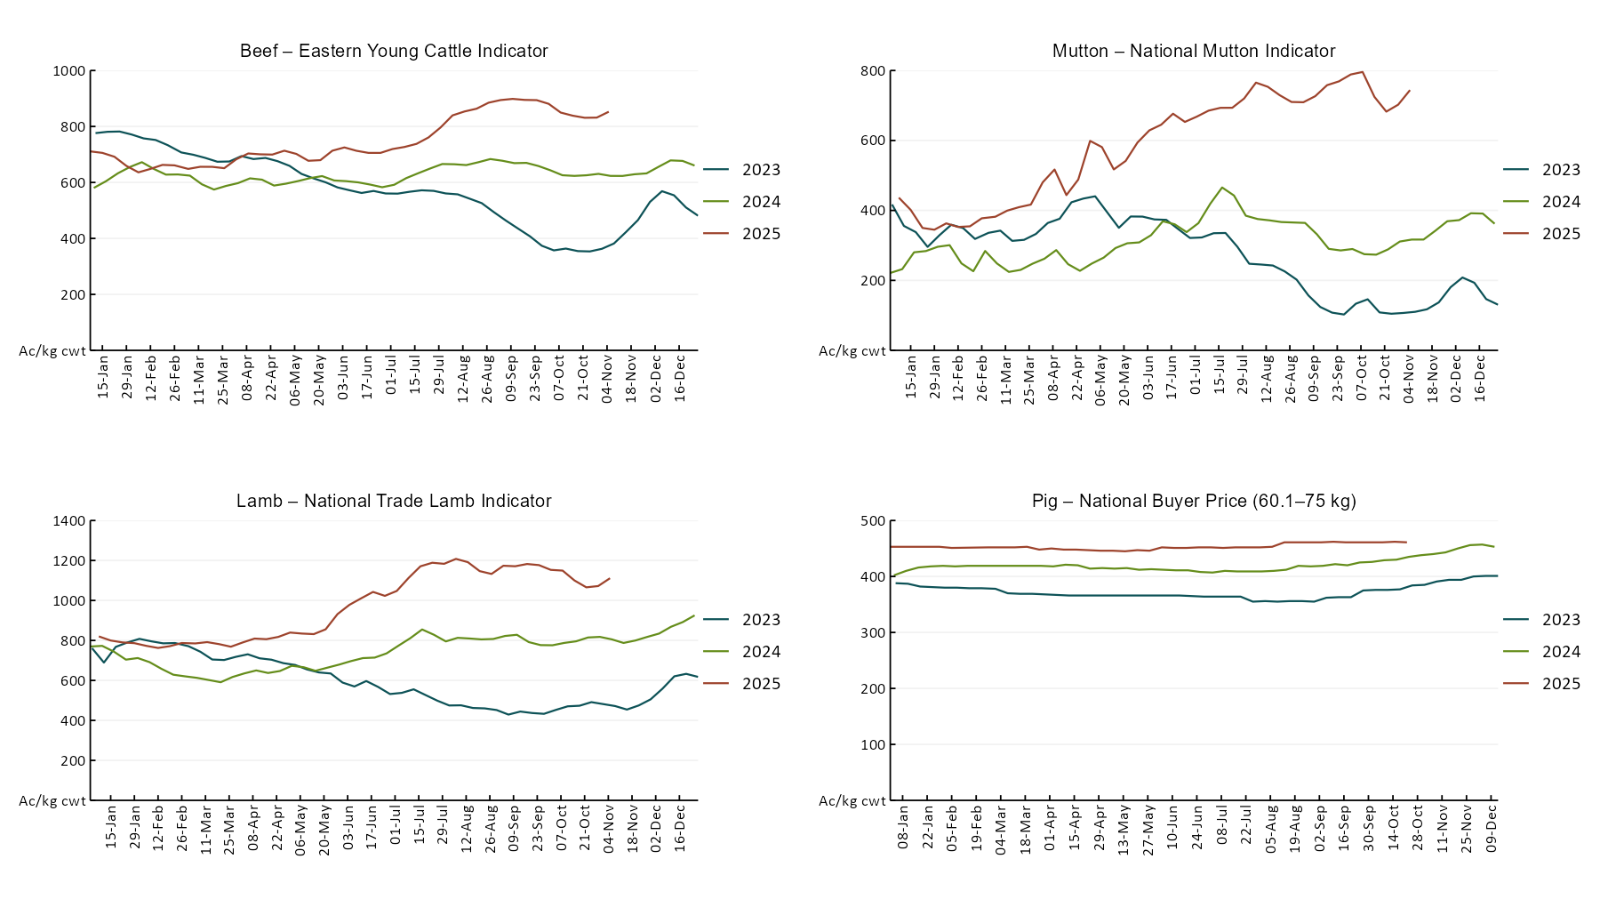 Beef – Eastern Young Cattle Indicator
1000
800
600
400
200
Ac/kg cwt
15-Jan
29-Jan
12-Feb
26-Feb
11-Mar
25-Mar
08-Apr
22-Apr
06-May
20-May
03-Jun
17-Jun
01-Jul
15-Jul
29-Jul
12-Aug
26-Aug
09-Sep
23-Sep
07-Oct
21-Oct
04-Nov
18-Nov
02-Dec
16-Dec
2023
2024
2025
Mutton – National Mutton Indicator
800
600
400
200
Ac/kg cwt
15-Jan
29-Jan
12-Feb
26-Feb
11-Mar
25-Mar
08-Apr
22-Apr
06-May
20-May
03-Jun
17-Jun
01-Jul
15-Jul
29-Jul
12-Aug
26-Aug
09-Sep
23-Sep
07-Oct
21-Oct
04-Nov
18-Nov
02-Dec
16-Dec
2023
2024
2025
Lamb – National Trade Lamb Indicator
1400
1200
1000
800
600
400
200
Ac/kg cwt
15-Jan
29-Jan
12-Feb
26-Feb
11-Mar
25-Mar
08-Apr
22-Apr
06-May
20-May
03-Jun
17-Jun
01-Jul
15-Jul
29-Jul
12-Aug
26-Aug
09-Sep
23-Sep
07-Oct
21-Oct
04-Nov
18-Nov
02-Dec
16-Dec
2023
2024
2025
Pig – National Buyer Price (60.1–75 kg)
500
400
300
200
100
Ac/kg cwt
08-Jan
22-Jan
05-Feb
19-Feb
04-Mar
18-Mar
01-Apr
15-Apr
29-Apr
13-May
27-May
10-Jun
24-Jun
08-Jul
22-Jul
05-Aug
19-Aug
02-Sep
16-Sep
30-Sep
14-Oct
28-Oct
11-Nov
25-Nov
09-Dec
2023
2024
2025